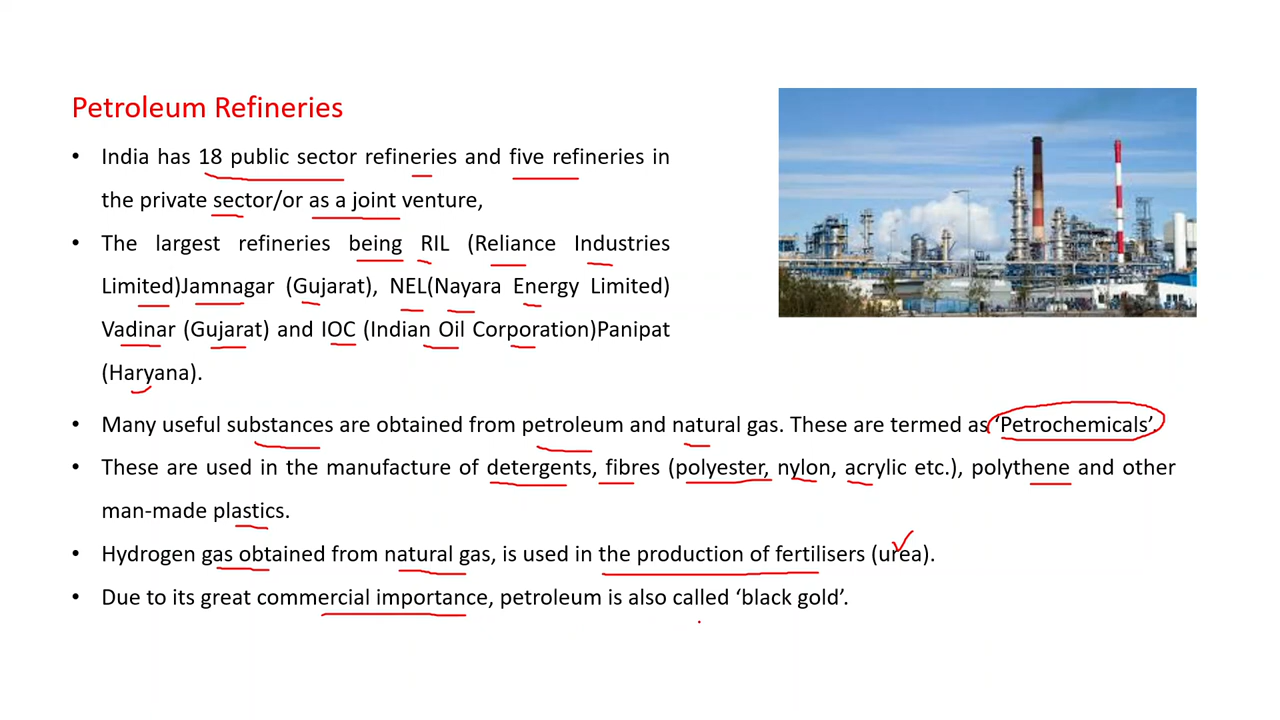 Petroleum Refineries
• India has 18 public sector refineries and five refineries in
the private sector/or as a joint venture,
• The largest refineries being RIL (Reliance Industries
Limited)Jamnagar (Gujarat), NEL(Nayara Energy Limited)
Vadinar (Gujarat) and IOC (Indian Oil Corporation)Panipat
(Haryana).
• Many useful substances are obtained from petroleum and natural gas. These are termed as ‘Petrochemicals’.
• These are used in the manufacture of detergents, fibres (polyester, nylon, acrylic etc.), polythene and other
man-made plastics.
• Hydrogen gas obtained from natural gas, is used in the production of fertilisers (urea).
• Due to its great commercial importance, petroleum is also called ‘black gold’.